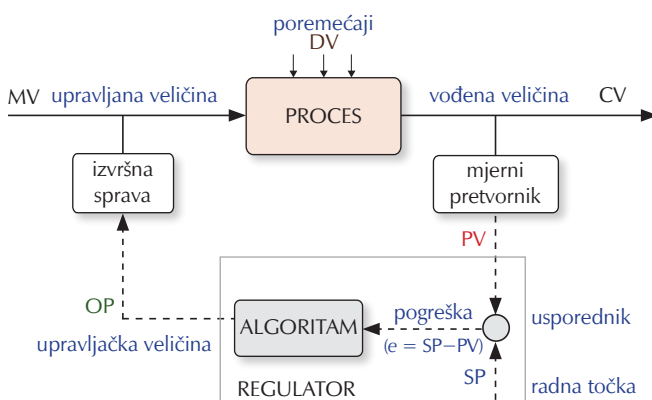 poremećaji
DV
MV upravljana veličina
PROCES
vođena veličina CV
izvršna
sprava
mjerni
pretvornik
PV
OP
ALGORITAM
pogreška
usporednik
upravljačka veličina
(e = SP–PV)
SP
REGULATOR
radna točka